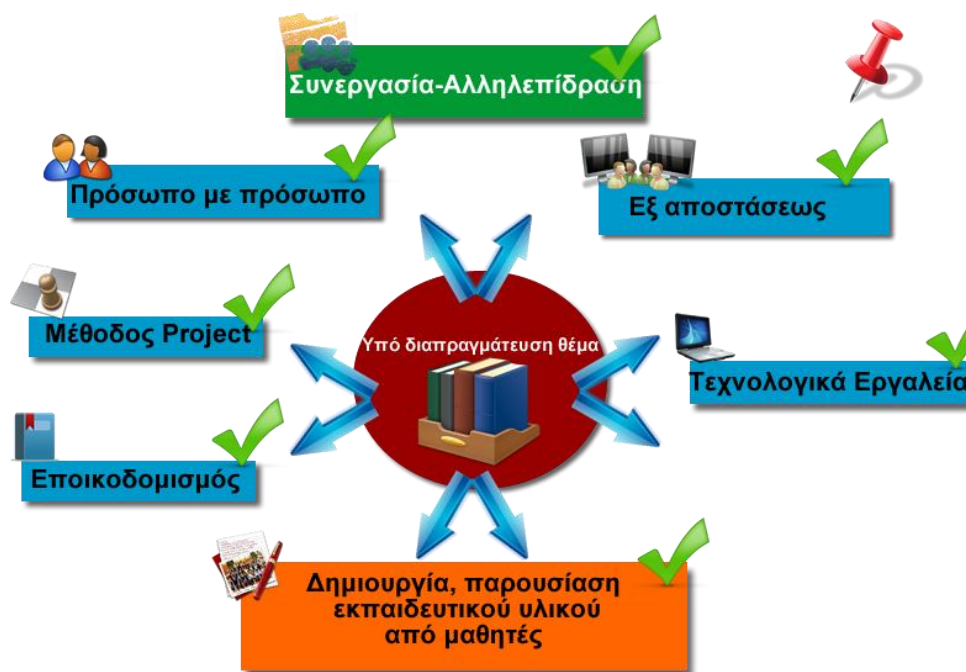 Συνεργασία-Αλληλεπίδραση
Πρόσωπο με πρόσωπο
Εξ αποστάσεως
Μέθοδος Project
Υπό διαπραγμάτευση θέμα
Τεχνολογικά Εργαλεία
Εποικοδομισμός
Δημιουργία, παρουσίαση
εκπαιδευτικού υλικού
από μαθητές